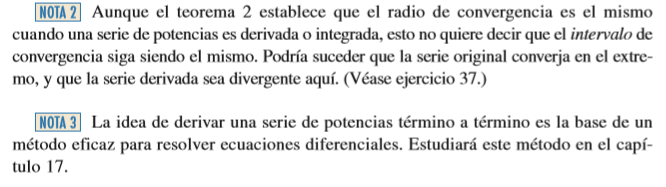 NOTA 2 Aunque el teorema 2 establece que el radio de convergencia es el mismo
cuando una serie de potencias es derivada o integrada, esto no quiere decir que el intervalo de
convergencia siga siendo el mismo. Podría suceder que la serie original converja en el extre-
mo, y que la serie derivada sea divergente aquí. (Véase ejercicio 37.)
NOTA 3 La idea de derivar una serie de potencias término a término es la base de un
método eficaz para resolver ecuaciones diferenciales. Estudiará este método en el capí-
tulo 17.